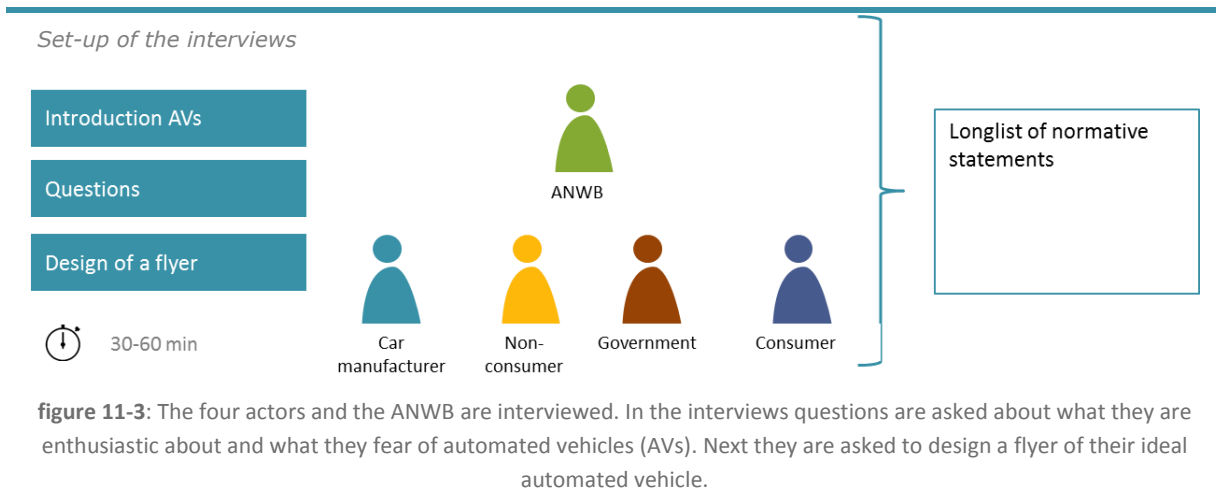 Set-up of the interviews
Introduction AVs
Questions
Design of a flyer
30-60 min
ANWB
Car
manufacturer
Non-
consumer
Government
Consumer
Longlist of normative
statements
figure 11-3: The four actors and the ANWB are interviewed. In the interviews questions are asked about what they are
enthusiastic about and what they fear of automated vehicles (AVs). Next they are asked to design a flyer of their ideal
automated vehicle.